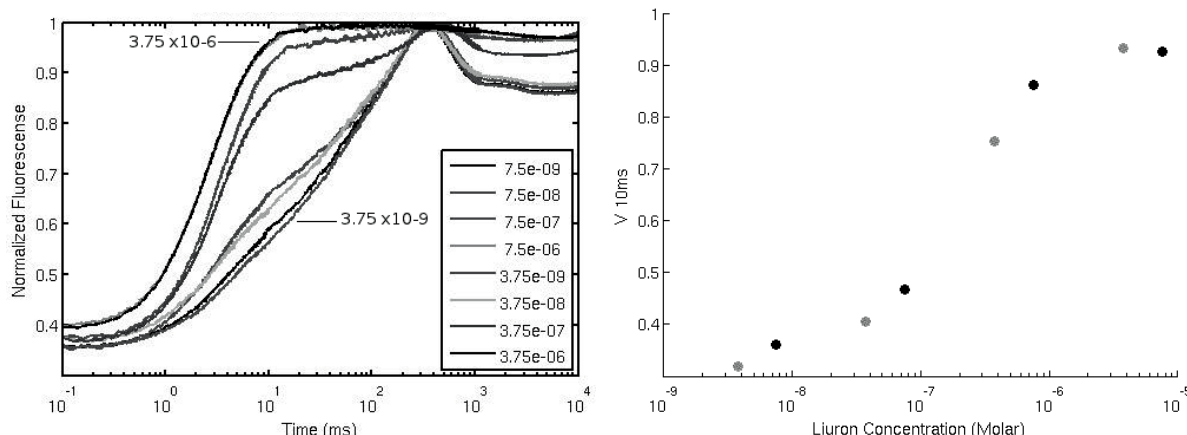 1
0.9
0.8
0.7
0.6
0.5
0.4
Normalized Fluorescense
3.75 x10-6
3.75 x10-9
7.5e-09
7.5e-08
7.5e-07
7.5e-06
3.75e-09
3.75e-08
3.75e-07
3.75e-06
10 -1
10 0
10 1
10 2
10 3
10 4
Time (ms)
1
0.9
0.8
0.7
0.6
0.5
0.4
V 10ms
10 -9
10 -8
10 -7
10 -6
10 -5
Liuron Concentration (Molar)